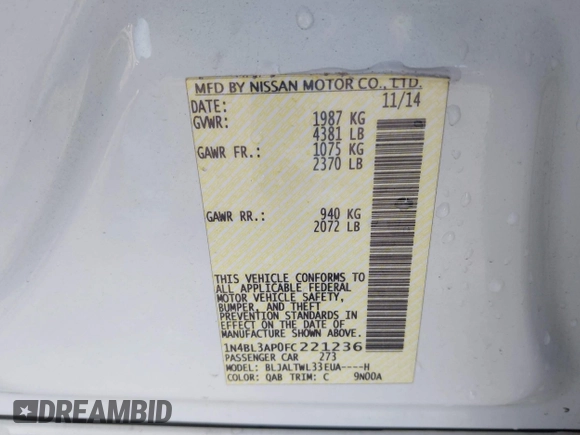 MFD BY NISSAN MOTOR CO., LTD.
DATE: 11/14
GVWR: 1987 KG
4381 LB
GAWR FR.: 1075 KG
2370 LB
GAWR RR.: 940 KG
2072 LB
THIS VEHICLE CONFORMS TO
ALL APPLICABLE FEDERAL
MOTOR VEHICLE SAFETY,
BUMPER, AND THEFT
PREVENTION STANDARDS IN
EFFECT ON THE DATE OF
MANUFACTURE SHOWN ABOVE.
1N4BL3AP0FC221236
PASSENGER CAR 273
MODEL: BLJALTWL33EUA----H
COLOR: QAB TRIM: C 9N00A
DREAMBID